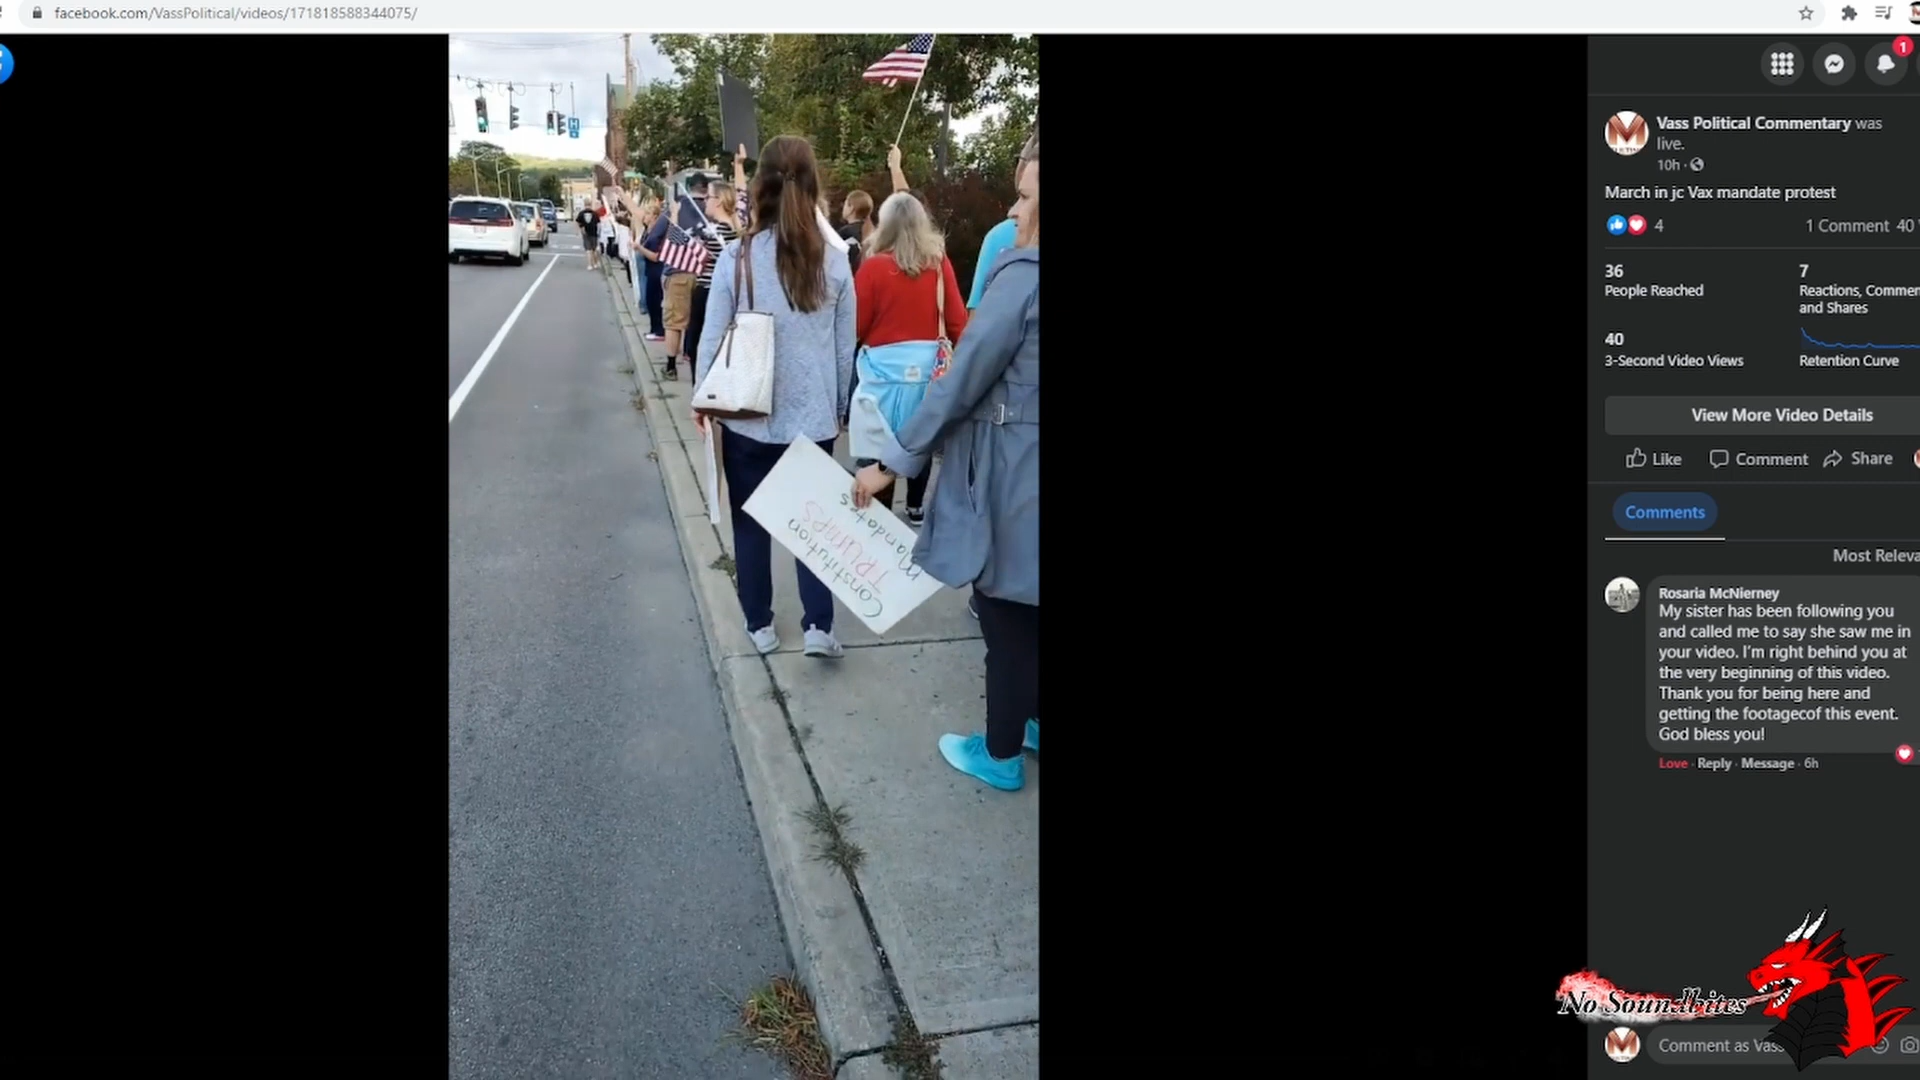 facebook.com/VassPolitical/videos/171818588344075/
1
Vass Political Commentary was
live.
10h
March in jc Vax mandate protest
4
1 Comment 40
36
People Reached
7
Reactions, Commen
and Shares
40
3-Second Video Views
Retention Curve
View More Video Details
Like
Comment
Share
Comments
Most Releva
Rosaria McNierney
My sister has been following you
and called me to say she saw me in
your video. I'm right behind you at
the very beginning of this video.
Thank you for being here and
getting the footagecof this event.
God bless you!
Love · Reply · Message · 6h
Constitution
TRUMPS
Mandates
H
No Soundbites
Comment as Vass